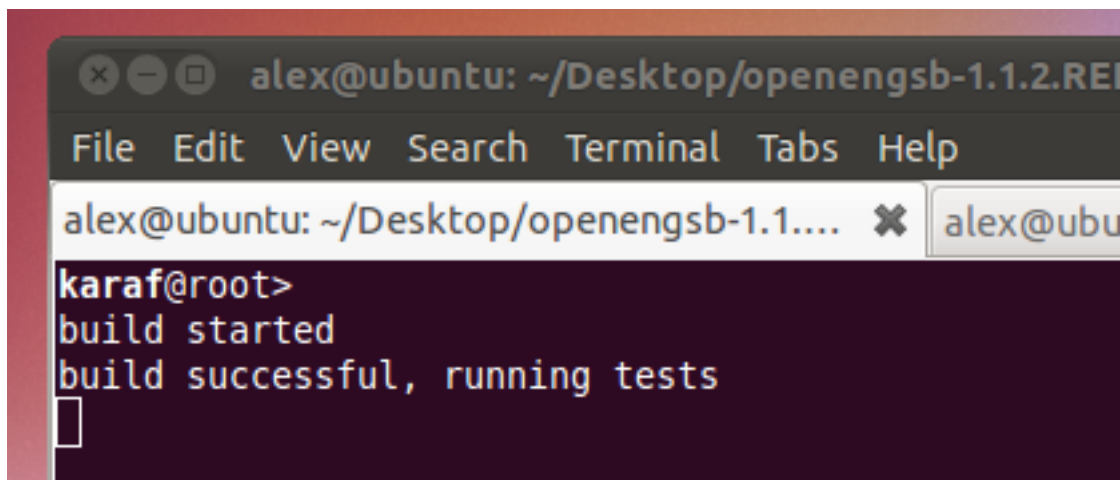 alex@ubuntu: ~/Desktop/openengsb-1.1.2.RE
File Edit View Search Terminal Tabs Help
alex@ubuntu: ~/Desktop/openengsb-1.1.... alex@ubu
karaf@root>
build started
build successful, running tests